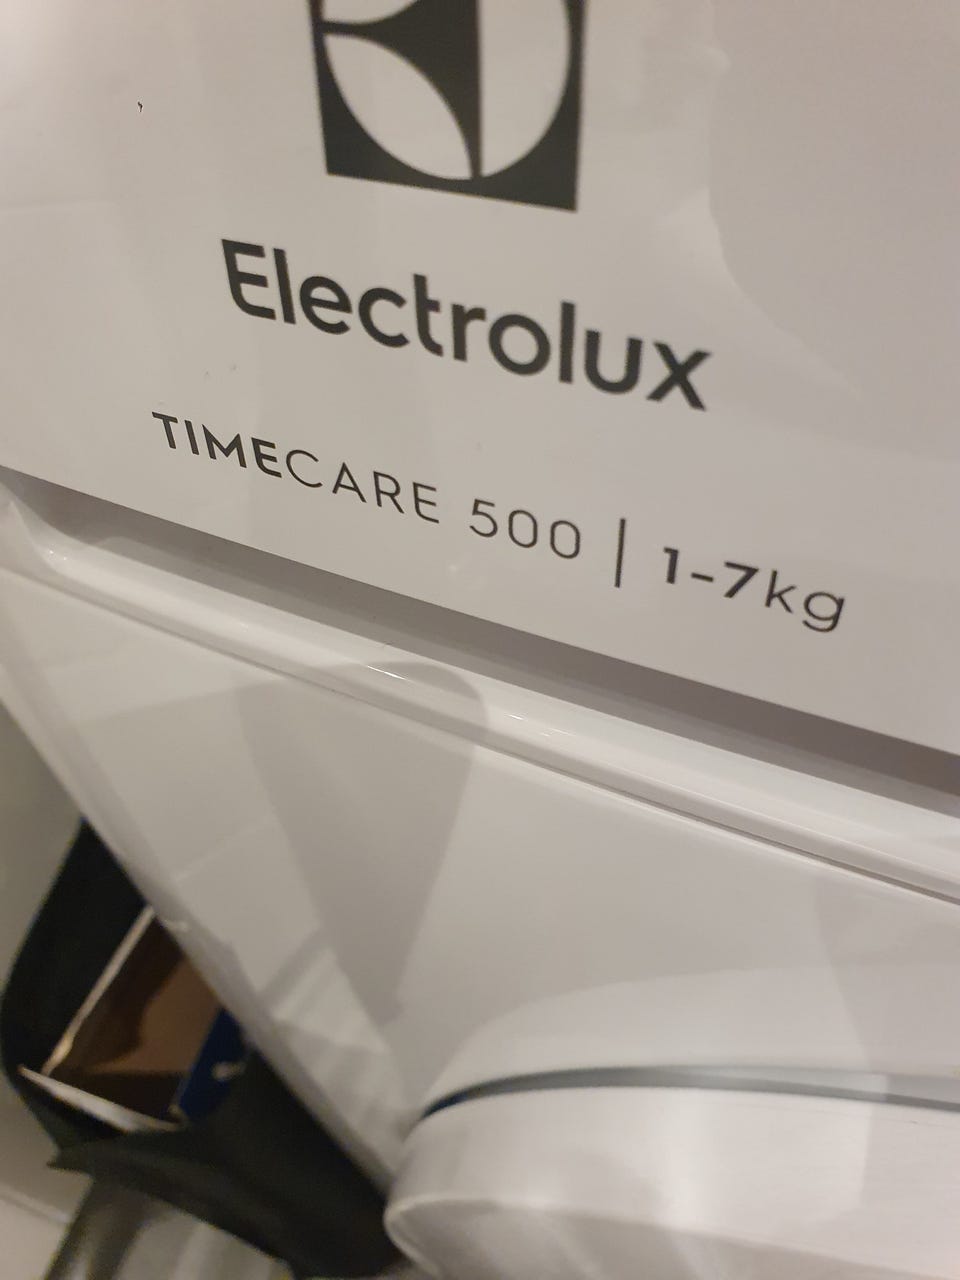 Electrolux
TIMECARE 500 | 1-7kg